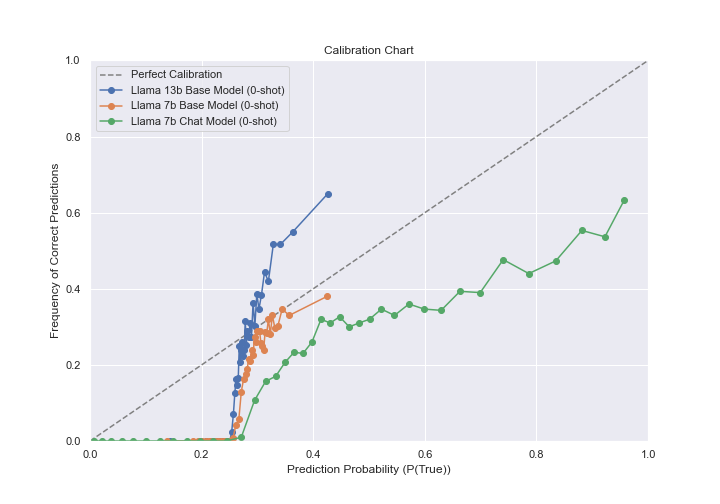 Calibration Chart
Perfect Calibration
Llama 13b Base Model (0-shot)
Llama 7b Base Model (0-shot)
Llama 7b Chat Model (0-shot)
Frequency of Correct Predictions
1.0
0.8
0.6
0.4
0.2
0.0
0.0 0.2 0.4 0.6 0.8 1.0
Prediction Probability (P(True))